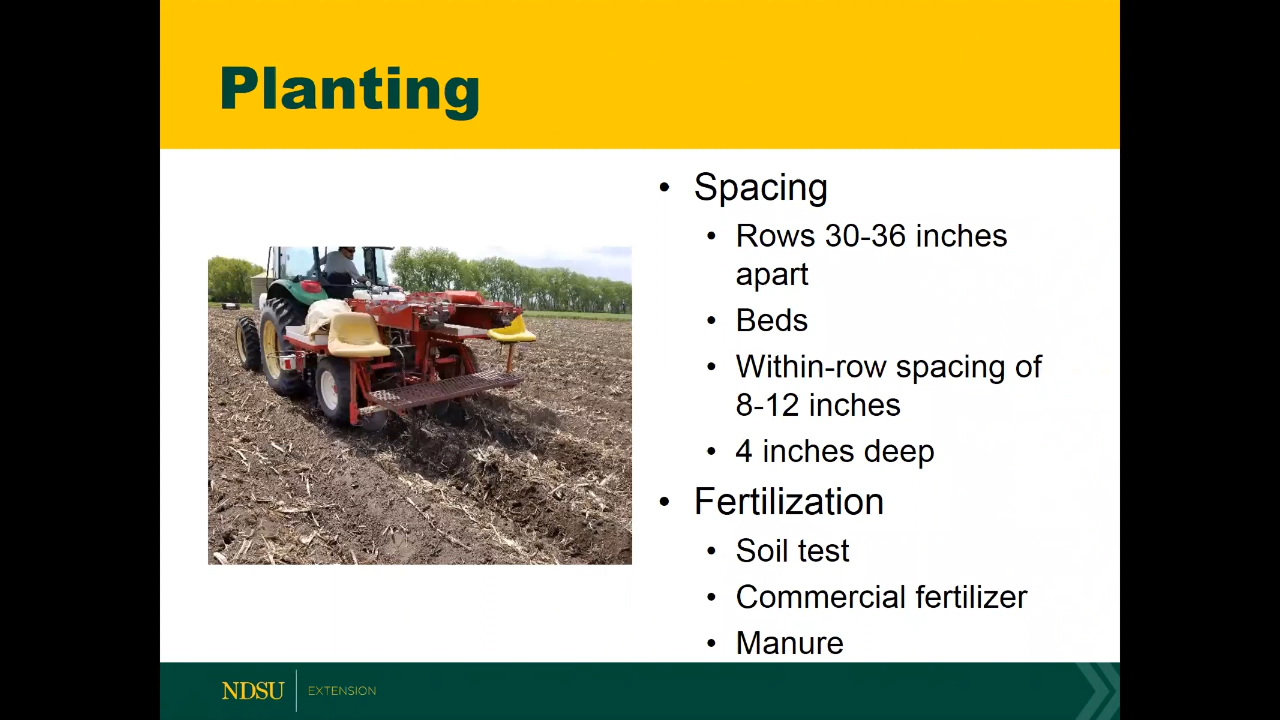 Planting
• Spacing
• Rows 30-36 inches
apart
• Beds
• Within-row spacing of
8-12 inches
• 4 inches deep
• Fertilization
• Soil test
• Commercial fertilizer
• Manure
NDSU EXTENSION